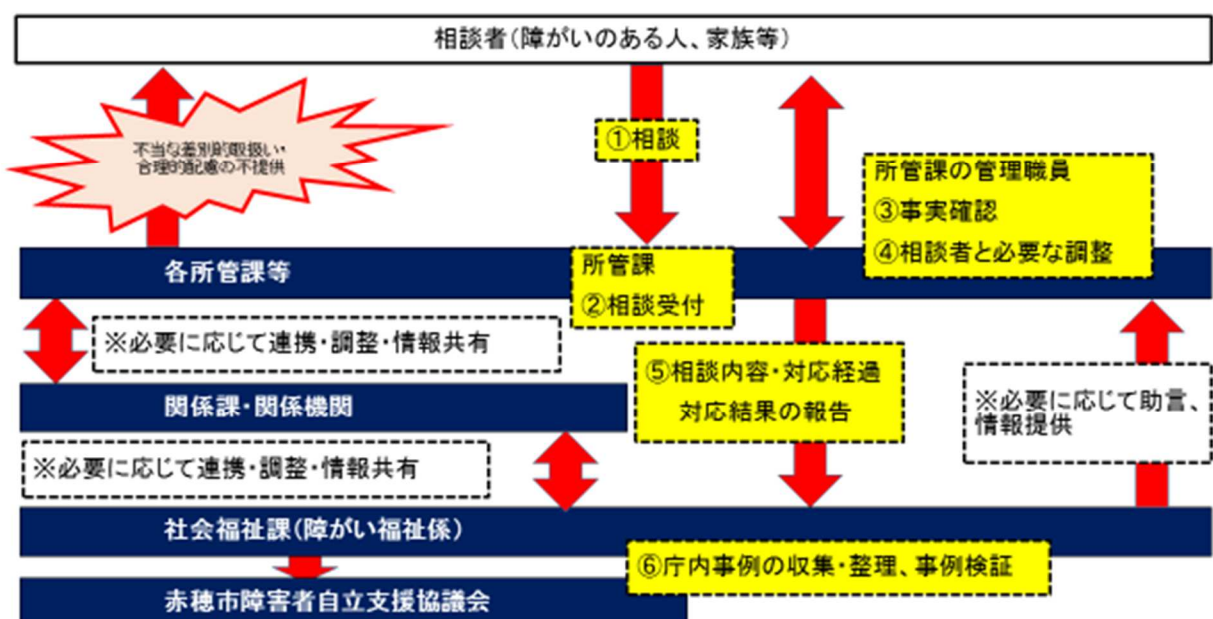 相談者(障がいのある人、家族等)
不当な差別的取扱い・
合理的配慮の不提供
①相談
所管課の管理職員
③事実確認
④相談者と必要な調整
各所管課等
所管課
②相談受付
※必要に応じて連携・調整・情報共有
⑤相談内容・対応経過
対応結果の報告
※必要に応じて助言、
情報提供
関係課・関係機関
※必要に応じて連携・調整・情報共有
社会福祉課(障がい福祉係)
⑥庁内事例の収集・整理、事例検証
赤穂市障害者自立支援協議会